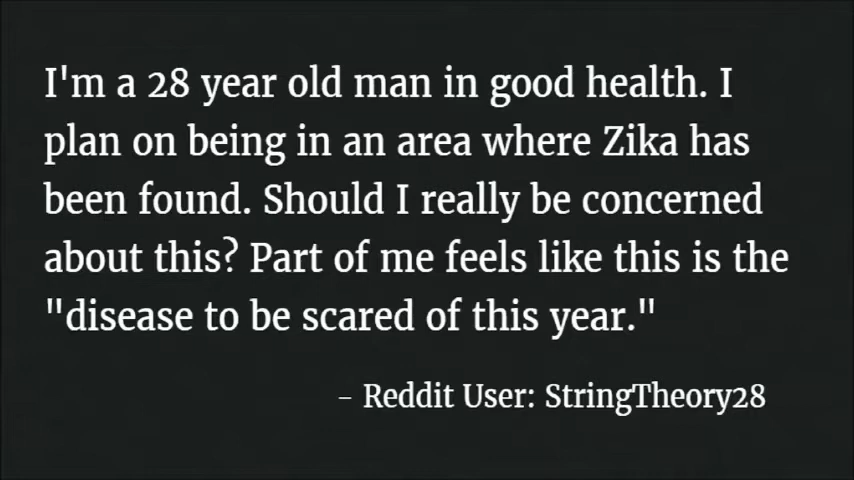 I'm a 28 year old man in good health. I
plan on being in an area where Zika has
been found. Should I really be concerned
about this? Part of me feels like this is the
"disease to be scared of this year."
– Reddit User: StringTheory28